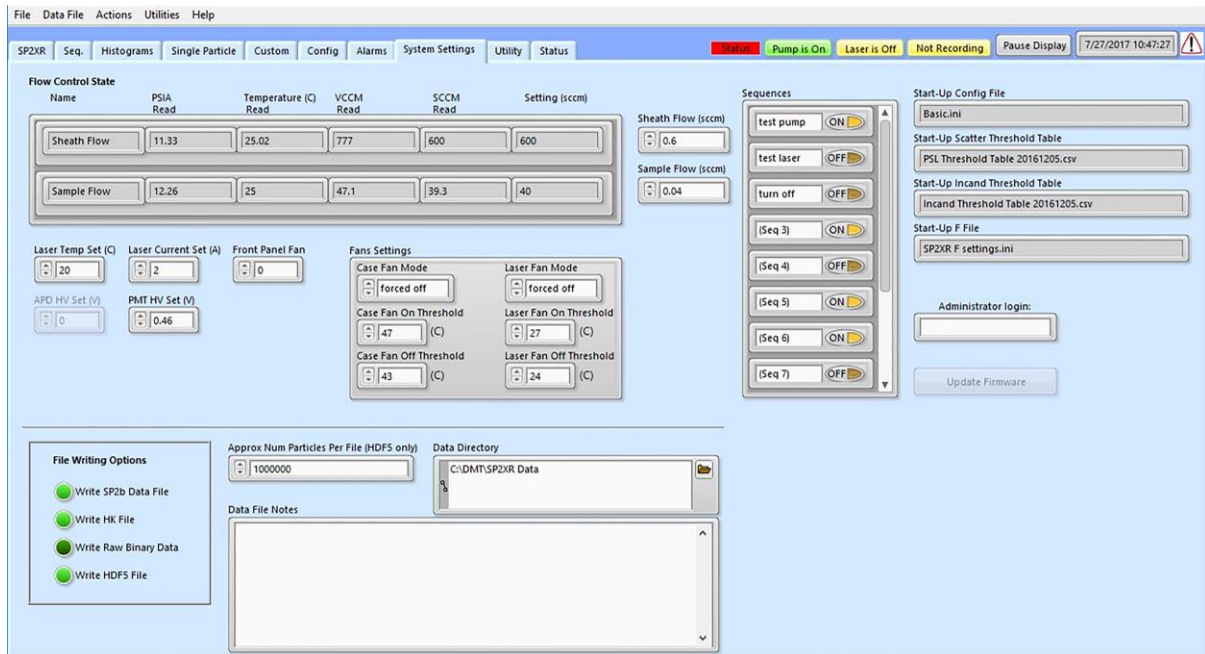 File Data File Actions Utilities Help
SP2XR Seq. Histograms Single Particle Custom Config Alarms System Settings Utility Status
Status Pump is On Laser is Off Not Recording Pause Display 7/27/2017 10:47:27
Flow Control State
Name PSIA Read Temperature (C) Read VCCM Read SCCM Read Setting (sccm)
Sheath Flow 11.33 25.02 777 600 600
Sample Flow 12.26 25 47.1 39.3 40
Sheath Flow (sccm)
0.6
Sample Flow (sccm)
0.04
Laser Temp Set (C) Laser Current Set (A) Front Panel Fan
20 2 0
APD HV Set (V) PMT HV Set (V)
0 0.46
Fans Settings
Case Fan Mode Laser Fan Mode
forced off forced off
Case Fan On Threshold Laser Fan On Threshold
47 (C) 27 (C)
Case Fan Off Threshold Laser Fan Off Threshold
43 (C) 24 (C)
Sequences
test pump ON
test laser OFF
turn off OFF
(Seq 3) ON
(Seq 4) OFF
(Seq 5) ON
(Seq 6) ON
(Seq 7) OFF
Start-Up Config File
Basic.ini
Start-Up Scatter Threshold Table
PSL Threshold Table 20161205.csv
Start-Up Incand Threshold Table
Incand Threshold Table 20161205.csv
Start-Up F File
SP2XR F settings.ini
Administrator login:
Update Firmware
File Writing Options
Write SP2b Data File
Write HK File
Write Raw Binary Data
Write HDF5 File
Approx Num Particles Per File (HDF5 only)
1000000
Data Directory
C:\DMT\SP2XR Data
Data File Notes